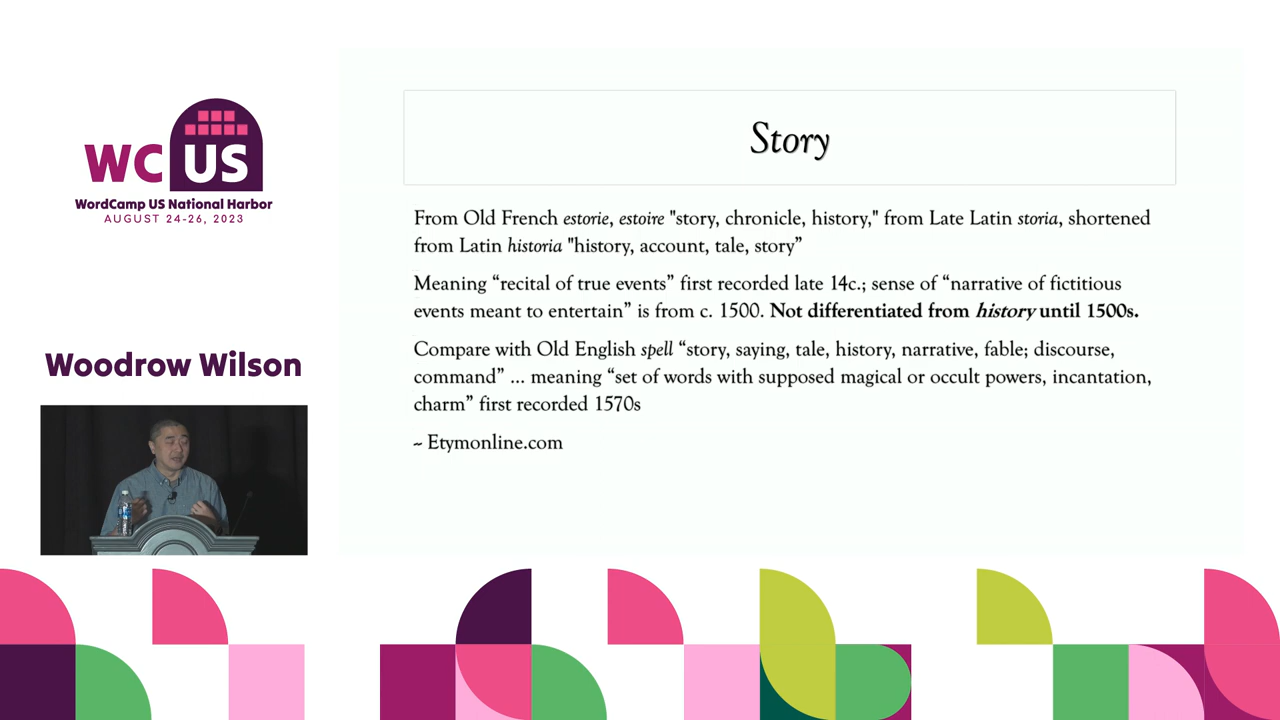 WC US
WordCamp US National Harbor
AUGUST 24-26, 2023
Woodrow Wilson
Story
From Old French estorie, estoire "story, chronicle, history," from Late Latin storia, shortened
from Latin historia "history, account, tale, story”
Meaning “recital of true events” first recorded late 14c.; sense of “narrative of fictitious
events meant to entertain” is from c. 1500. Not differentiated from history until 1500s.
Compare with Old English spell “story, saying, tale, history, narrative, fable; discourse,
command” ... meaning “set of words with supposed magical or occult powers, incantation,
charm” first recorded 1570s
~ Etymonline.com